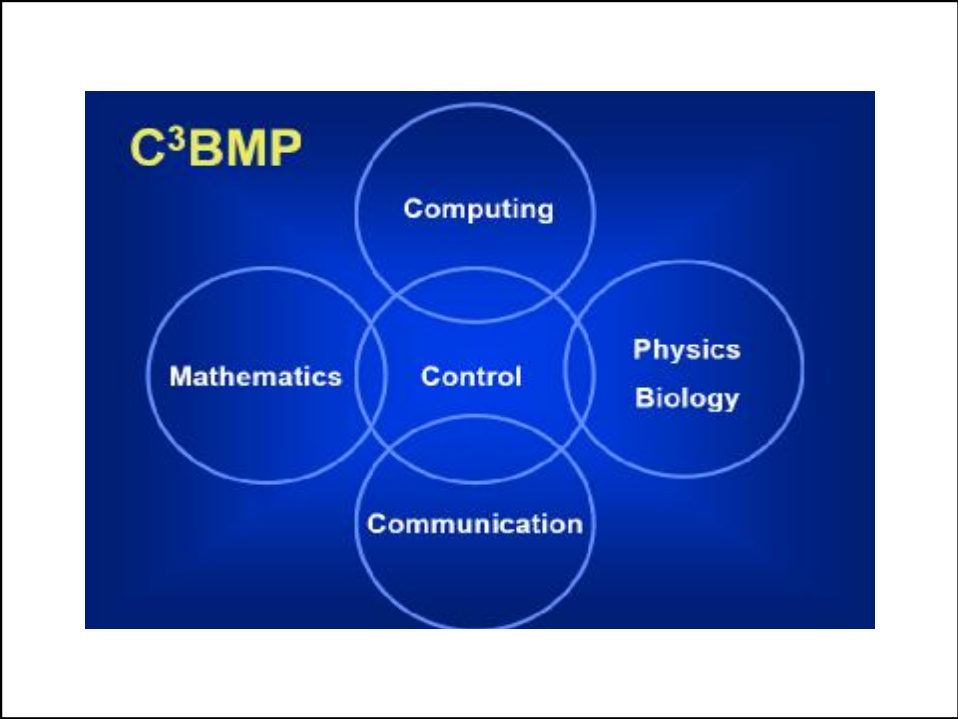 C³BMP
Computing
Mathematics
Control
Physics
Biology
Communication